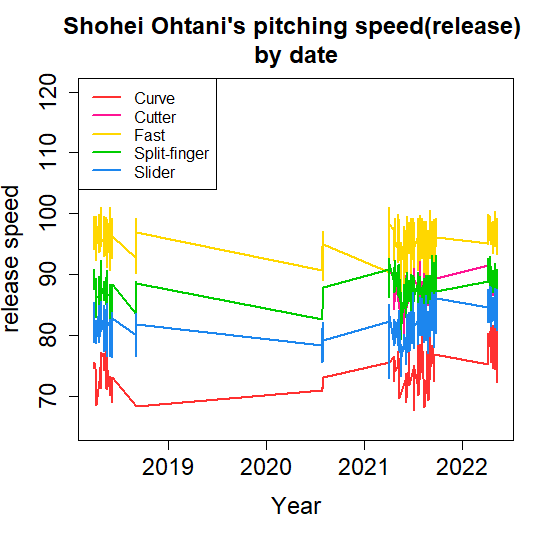 Shohei Ohtani's pitching speed(release)
by date
120
110
100
90
80
70
release speed
Curve
Cutter
Fast
Split-finger
Slider
2019
2020
2021
2022
Year